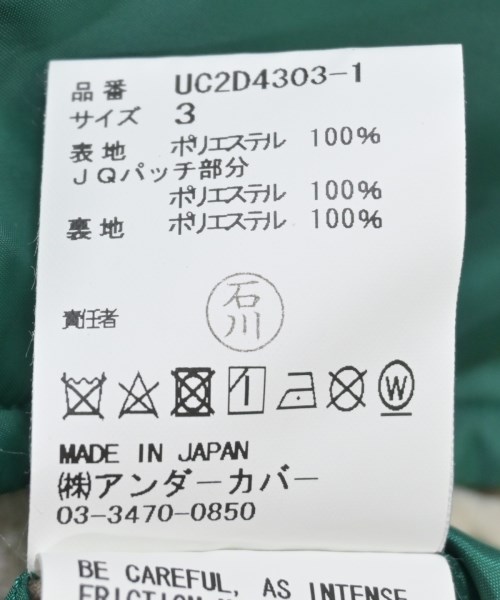 品番 UC2D4303-1
サイズ 3
表地 ポリエステル 100%
JQパッチ部分
ポリエステル 100%
裏地 ポリエステル 100%
責任者 石川
W
MADE IN JAPAN
㈱アンダーカバー
03-3470-0850
BE CAREFUL, AS INTENSE
FRICTION